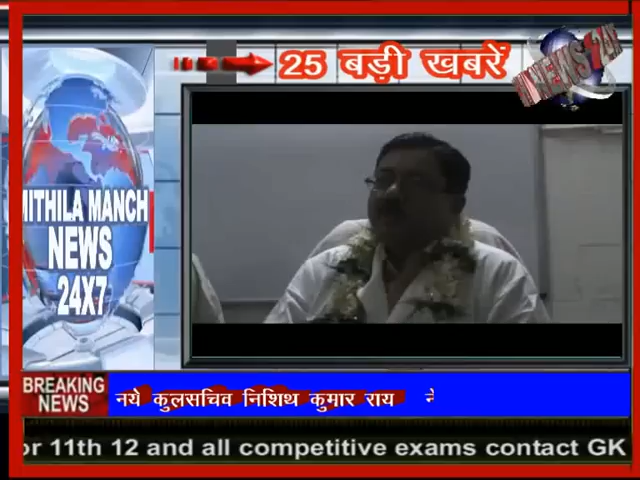 25 बड़ी खबरें
NEWS 24
MITHILA MANCH
NEWS
24X7
BREAKING
NEWS
नये कुलसचिव निशिथ कुमार राय ने
or 11th 12 and all competitive exams contact GK